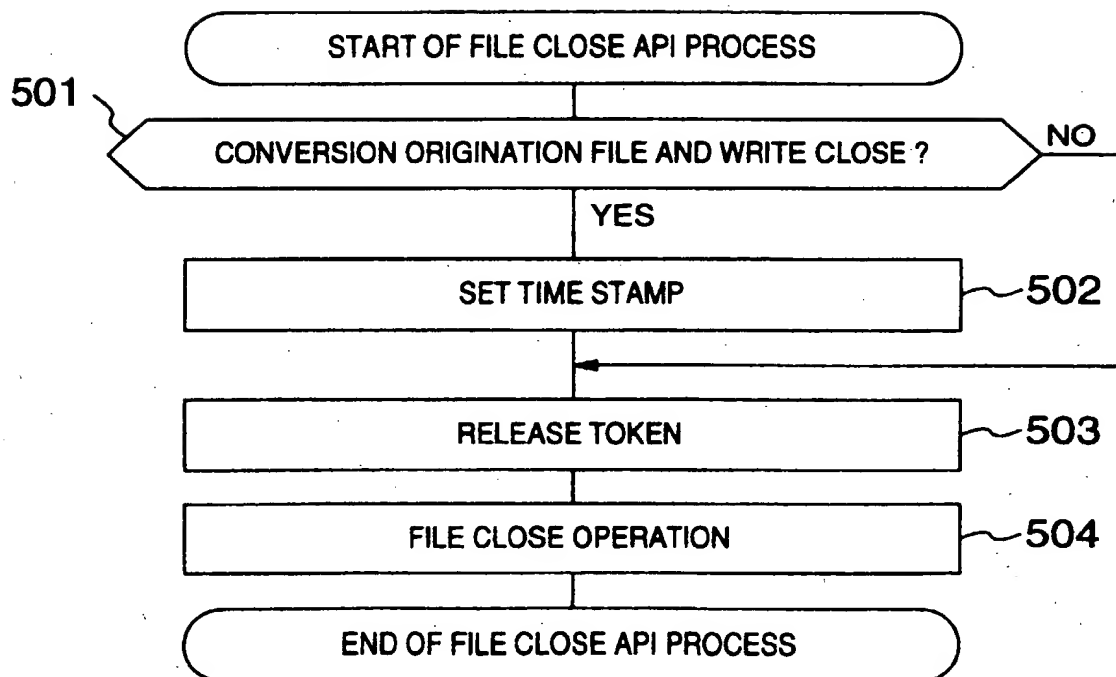 START OF FILE CLOSE API PROCESS
501
CONVERSION ORIGINATION FILE AND WRITE CLOSE ?
NO
YES
SET TIME STAMP
502
RELEASE TOKEN
503
FILE CLOSE OPERATION
504
END OF FILE CLOSE API PROCESS